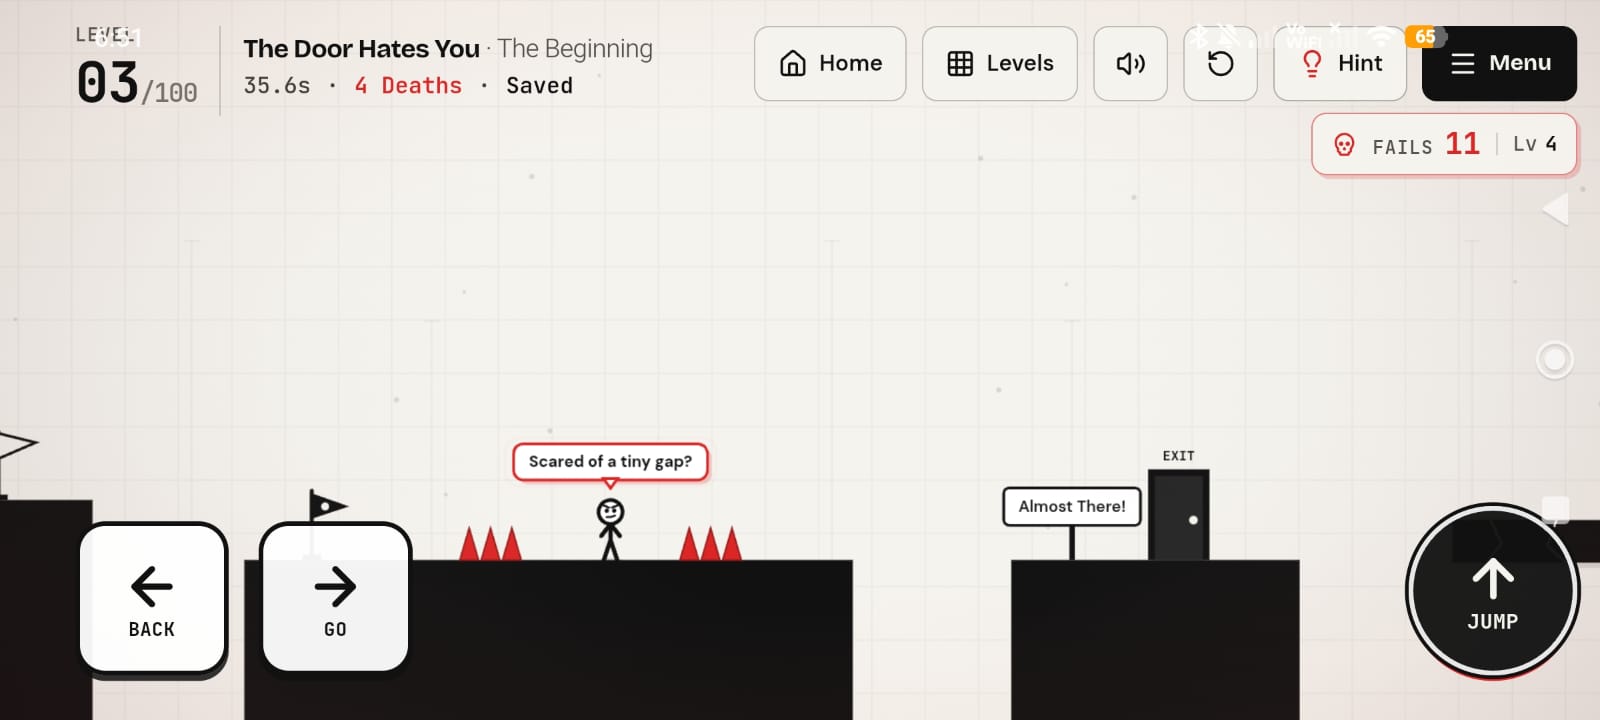 LEVEL
03/100
The Door Hates You · The Beginning
35.6s · 4 Deaths · Saved
Home
Levels
Hint
Menu
65
FAILS 11 | Lv 4
Scared of a tiny gap?
EXIT
Almost There!
BACK
GO
JUMP